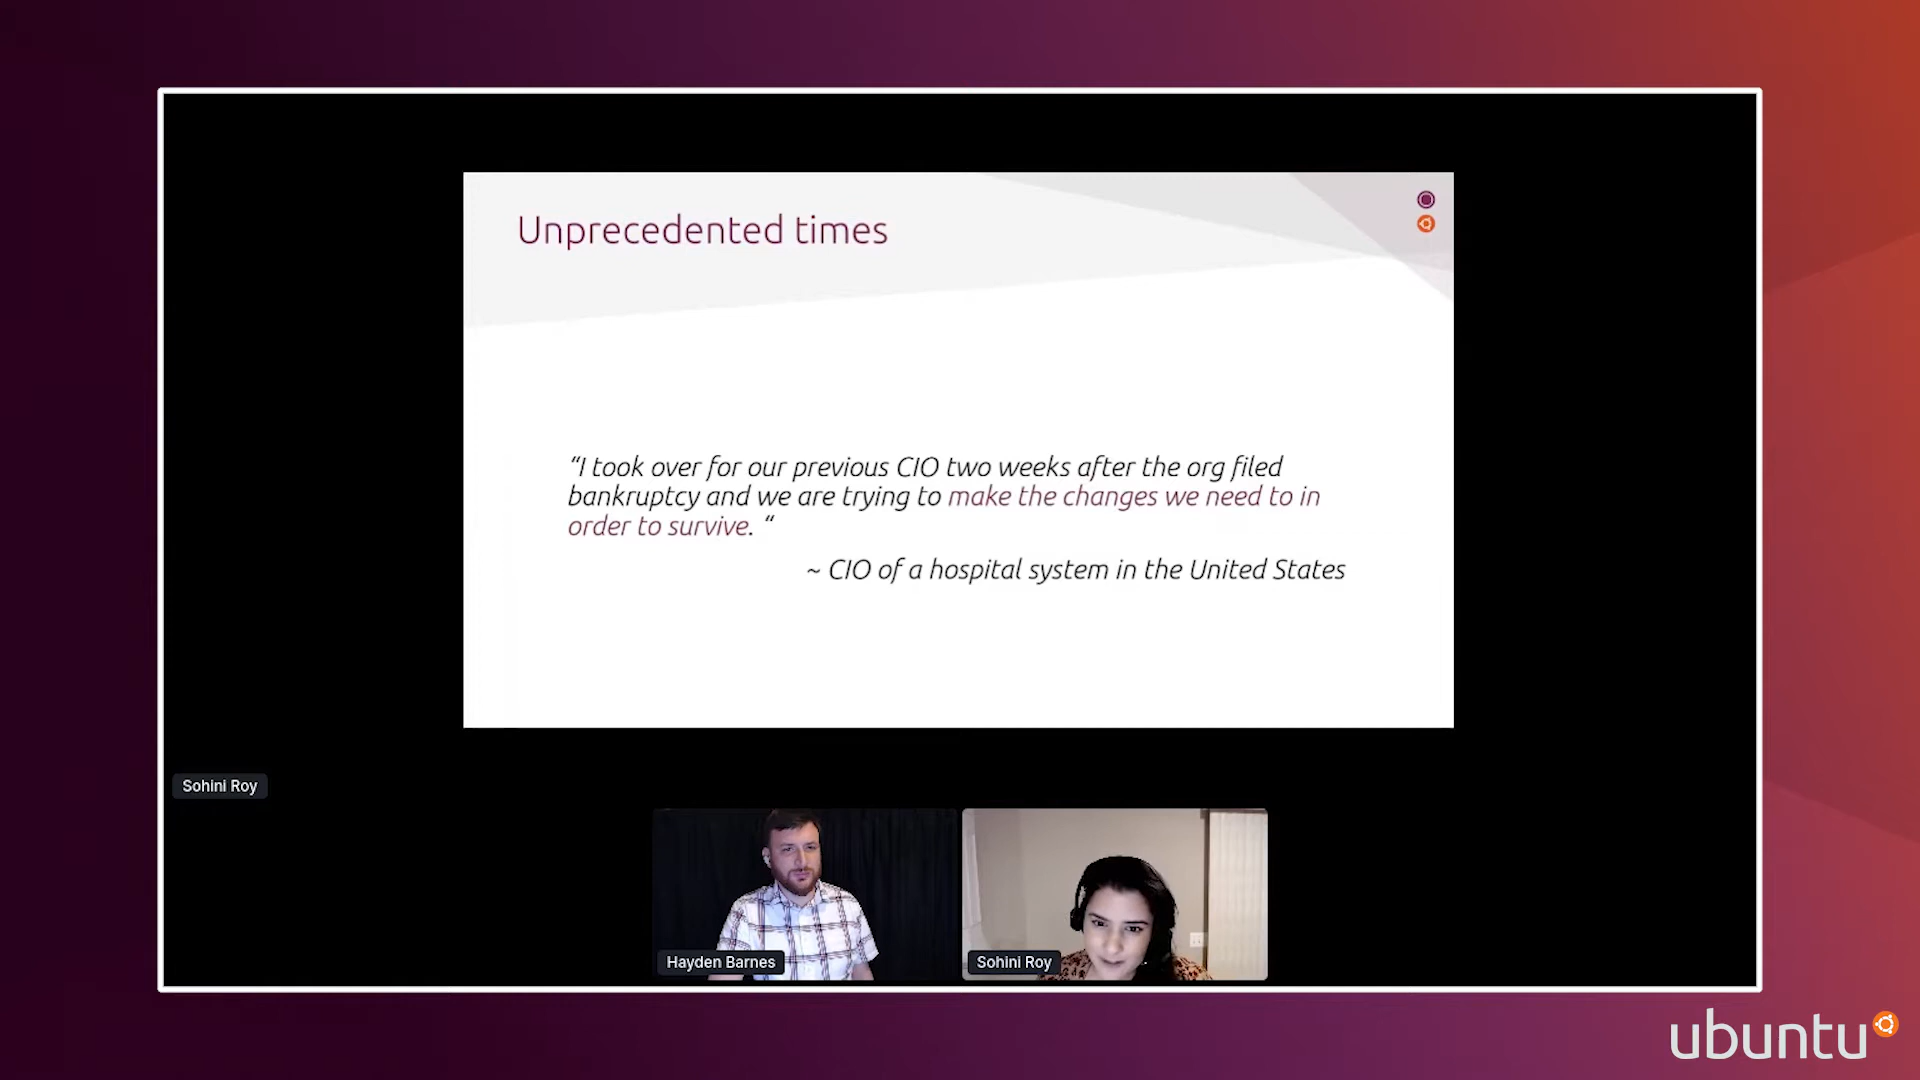 Unprecedented times
“I took over for our previous CIO two weeks after the org filed
bankruptcy and we are trying to make the changes we need to in
order to survive. “
~ CIO of a hospital system in the United States
Sohini Roy
Hayden Barnes
Sohini Roy
ubuntu